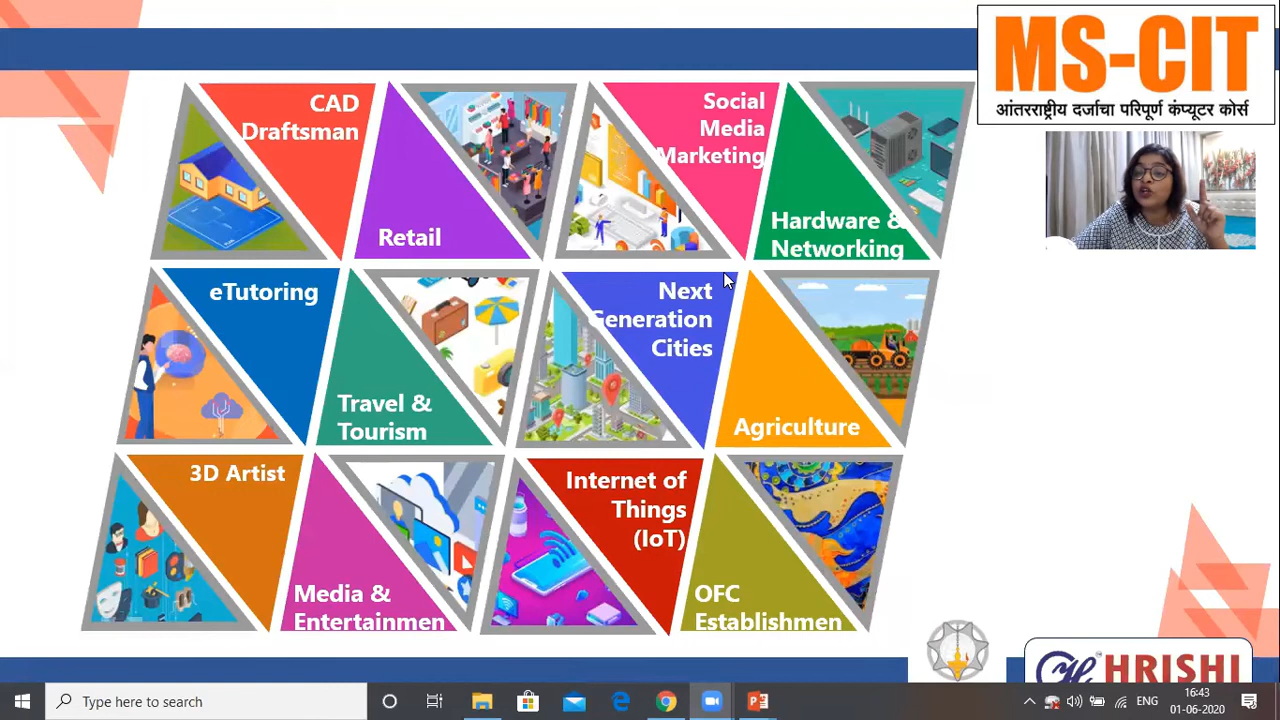 MS-CIT
आंतरराष्ट्रीय दर्जाचा परिपूर्ण कंप्यूटर कोर्स
CAD
Draftsman
Retail
Social
Media
Marketing
Hardware &
Networking
eTutoring
Travel &
Tourism
Next
Generation
Cities
Agriculture
3D Artist
Media &
Entertainmen
Internet of
Things
(IoT)
OFC
Establishmen
HRISHI
Type here to search
ENG
16:43
01-06-2020